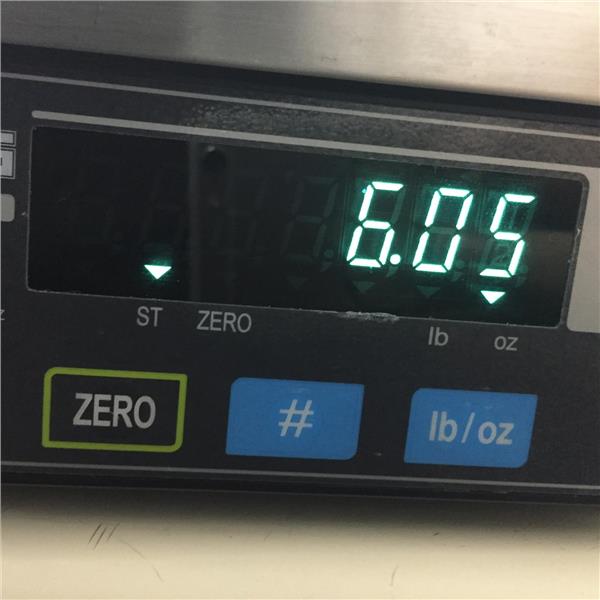 6.05
ST ZERO lb oz
ZERO # lb/oz